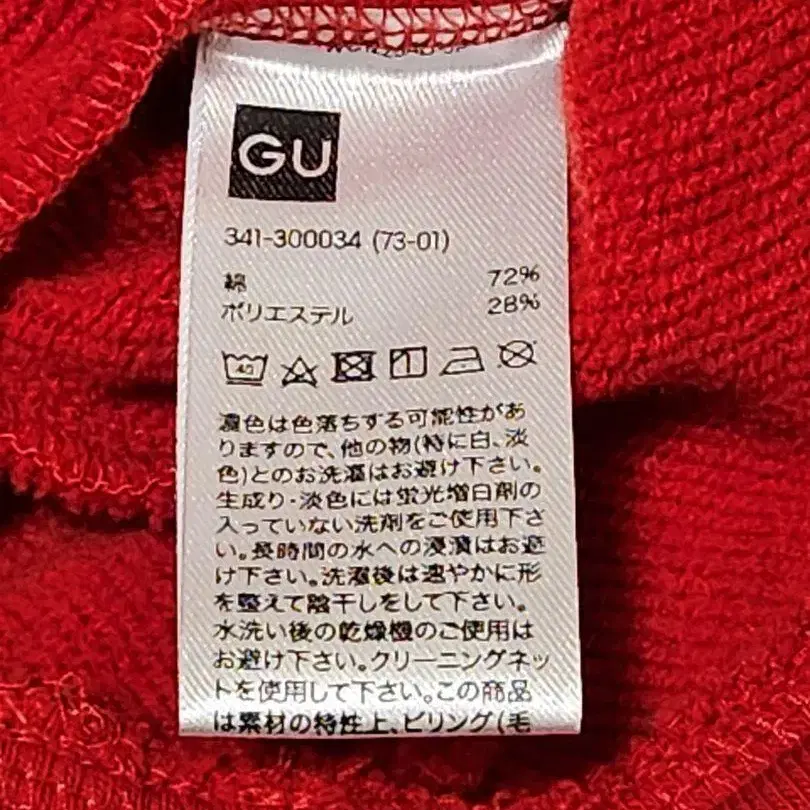 GU
341-300034 (73-01)
綿 72%
ポリエステル 28%
40
濃色は色落ちする可能性があ
りますので、他の物(特に白、淡
色)とのお洗濯はお避け下さい。
生成り・淡色には蛍光増白剤の
入っていない洗剤をご使用下さ
い。長時間の水への浸漬はお避
け下さい。洗濯後は速やかに形
を整えて陰干しをして下さい。
水洗い後の乾燥機のご使用は
お避け下さい。クリーニングネッ
トを使用して下さい。この商品
は素材の特性上、ピリング(毛